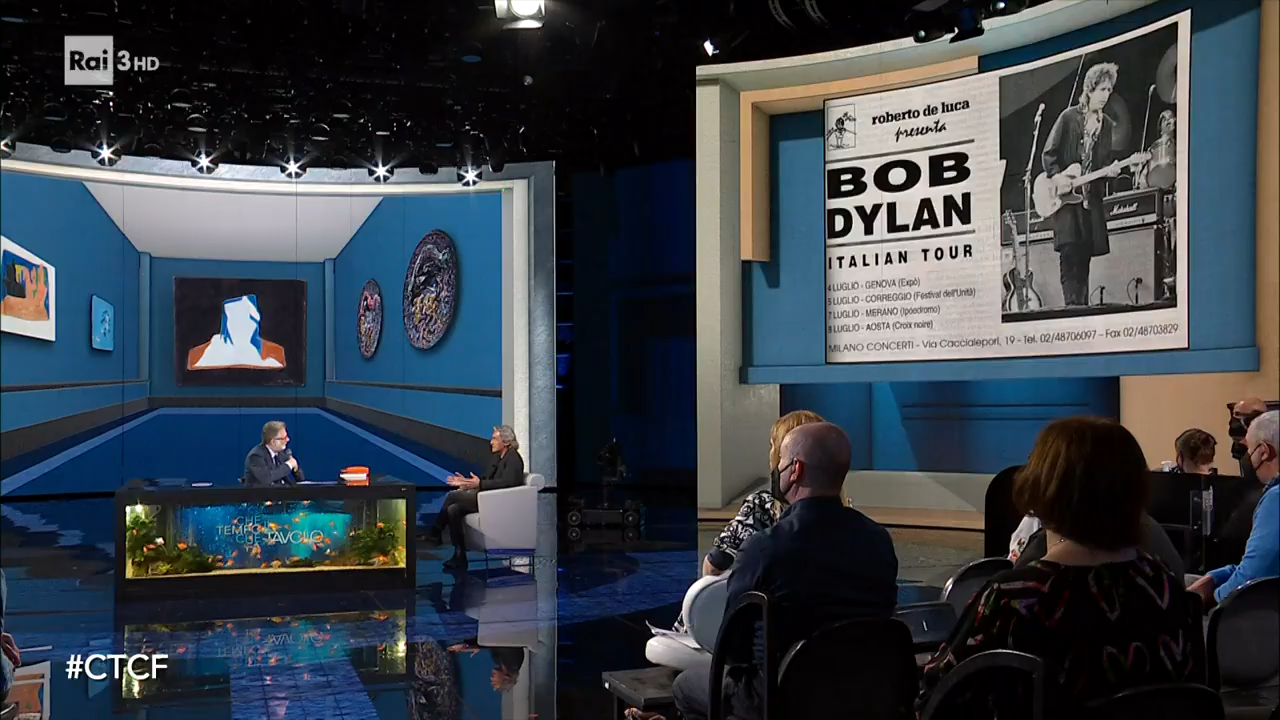 Rai 3HD
roberto de luca
presenta
BOB
DYLAN
ITALIAN TOUR
4 LUGLIO - GENOVA (Expò)
5 LUGLIO - CORREGGIO (Festival dell'Unità)
7 LUGLIO - MERANO (Ippodromo)
8 LUGLIO - AOSTA (Croix noire)
MILANO CONCERTI - Via Caccialepori, 19 - Tel. 02/48706097 - Fax 02/48703829
Marshall
CHE
TEMPO
CHE TAVOLO
#CTCF